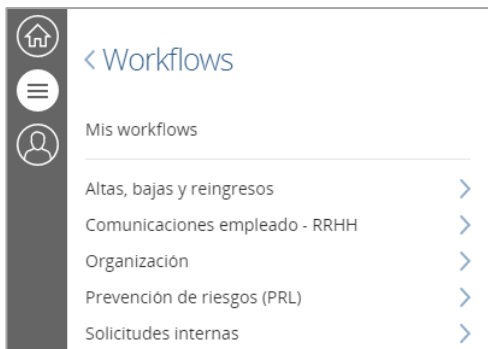 Workflows
Mis workflows
Altas, bajas y reingresos
Comunicaciones empleado - RRHH
Organización
Prevención de riesgos (PRL)
Solicitudes internas